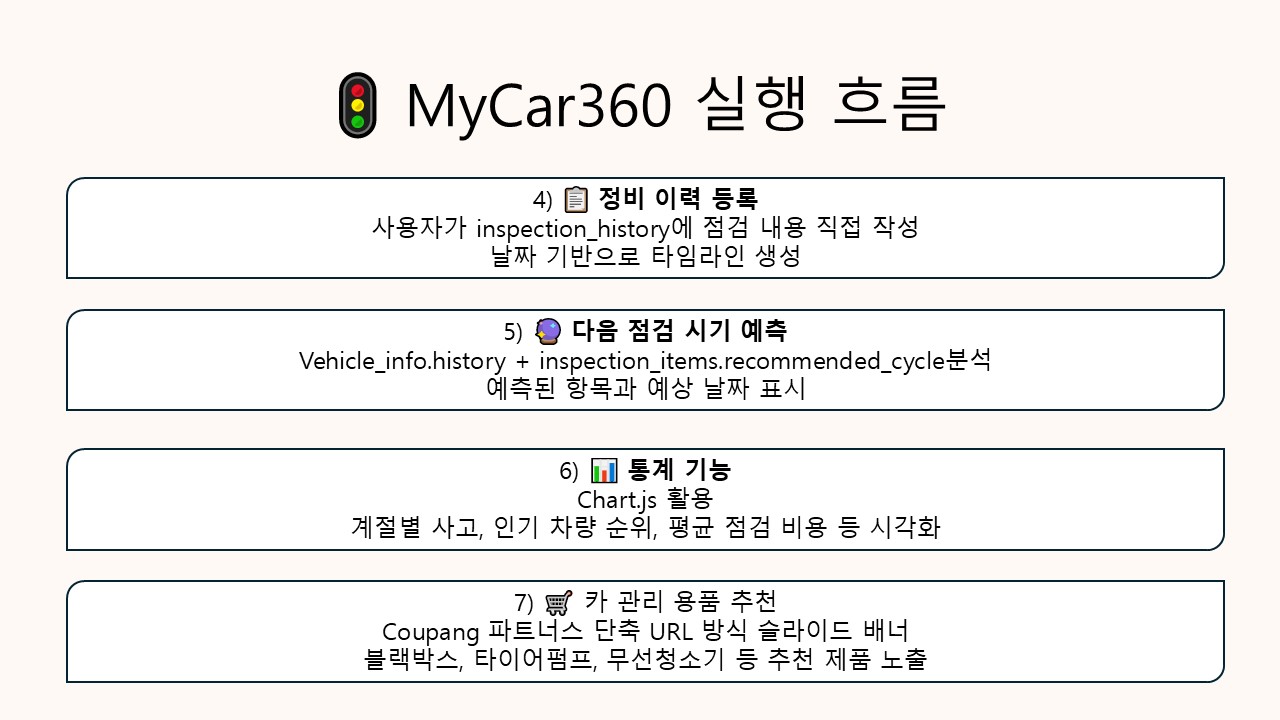 🚦 MyCar360 실행 흐름
4) 📋 정비 이력 등록
사용자가 inspection_history에 점검 내용 직접 작성
날짜 기반으로 타임라인 생성
5) 🔮 다음 점검 시기 예측
Vehicle_info.history + inspection_items.recommended_cycle분석
예측된 항목과 예상 날짜 표시
6) 📊 통계 기능
Chart.js 활용
계절별 사고, 인기 차량 순위, 평균 점검 비용 등 시각화
7) 🛒 카 관리 용품 추천
Coupang 파트너스 단축 URL 방식 슬라이드 배너
블랙박스, 타이어펌프, 무선청소기 등 추천 제품 노출